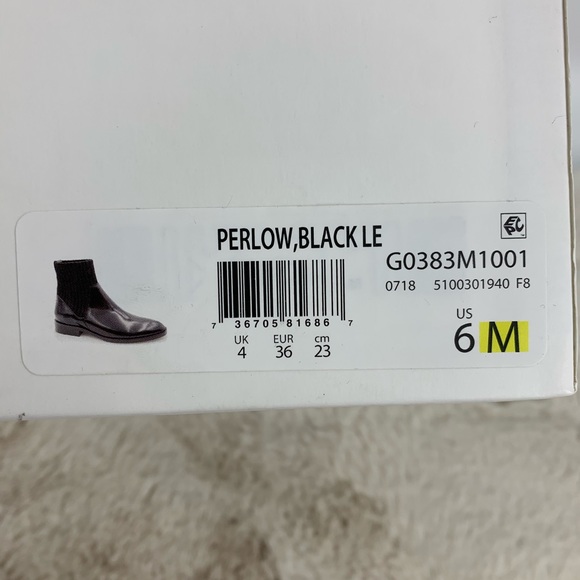 PERLOW,BLACK LE
G0383M1001
0718 5100301940 F8
7 36705 81686 7
UK EUR cm
4 36 23
US
6 M